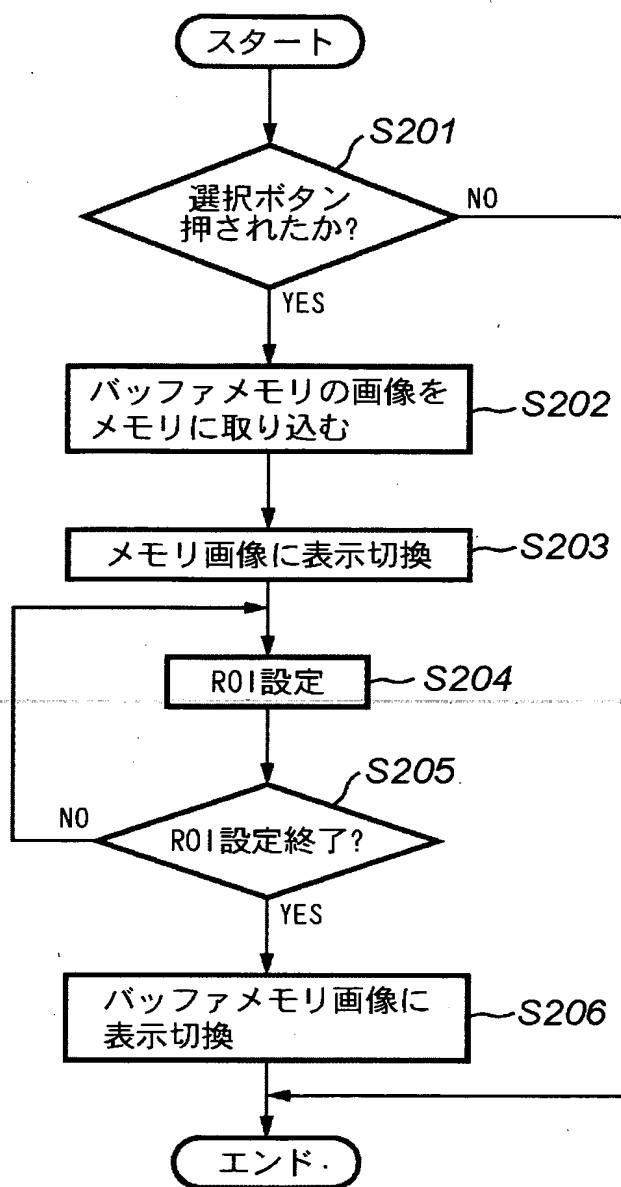 スタート
S201
選択ボタン
押されたか?
NO
YES
バッファメモリの画像を
メモリに取り込む
S202
メモリ画像に表示切換
S203
ROI設定
S204
S205
ROI設定終了?
NO
YES
バッファメモリ画像に
表示切換
S206
エンド